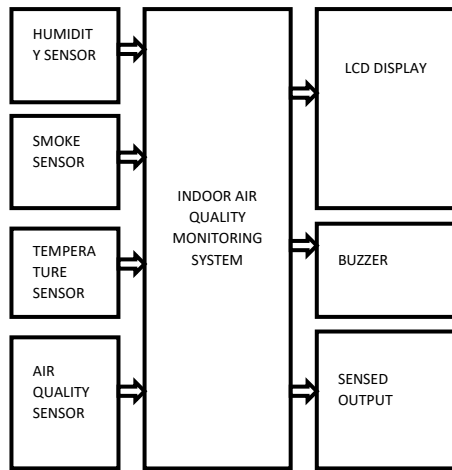 HUMIDIT
Y SENSOR
SMOKE
SENSOR
TEMPERA
TURE
SENSOR
AIR
QUALITY
SENSOR
INDOOR AIR
QUALITY
MONITORING
SYSTEM
LCD DISPLAY
BUZZER
SENSED
OUTPUT